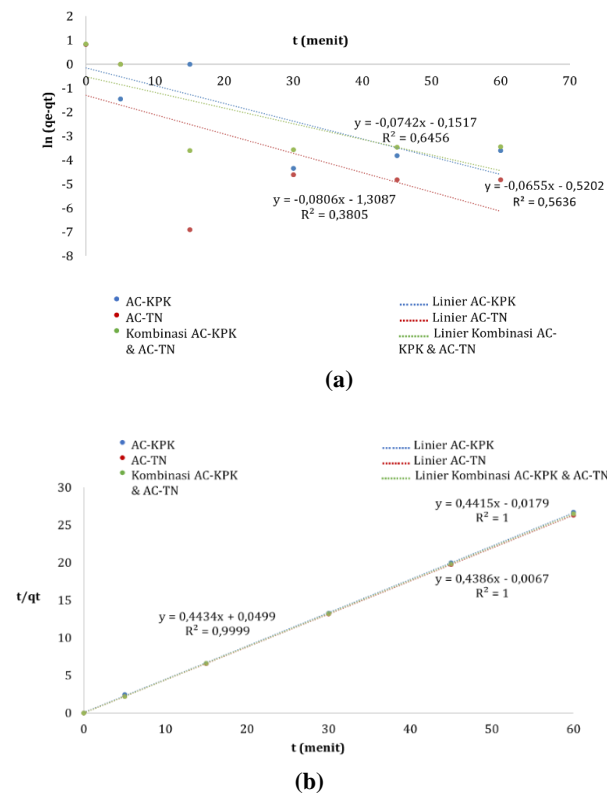 2
1
0
-1
-2
-3
-4
-5
-6
-7
-8
ln (qe-qt)
t (menit)
0 10 20 30 40 50 60 70
y = -0,0742x - 0,1517
R² = 0,6456
y = -0,0655x - 0,5202
R² = 0,5636
y = -0,0806x - 1,3087
R² = 0,3805
AC-KPK
AC-TN
Kombinasi AC-KPK
& AC-TN
Linier AC-KPK
Linier AC-TN
Linier Kombinasi AC-
KPK & AC-TN
(a)
AC-KPK
AC-TN
Kombinasi AC-KPK
& AC-TN
Linier AC-KPK
Linier AC-TN
Linier Kombinasi AC-KPK & AC-TN
30
25
20
15
10
5
0
t/qt
y = 0,4415x - 0,0179
R² = 1
y = 0,4386x - 0,0067
R² = 1
y = 0,4434x + 0,0499
R² = 0,9999
0 10 20 30 40 50 60
t (menit)
(b)